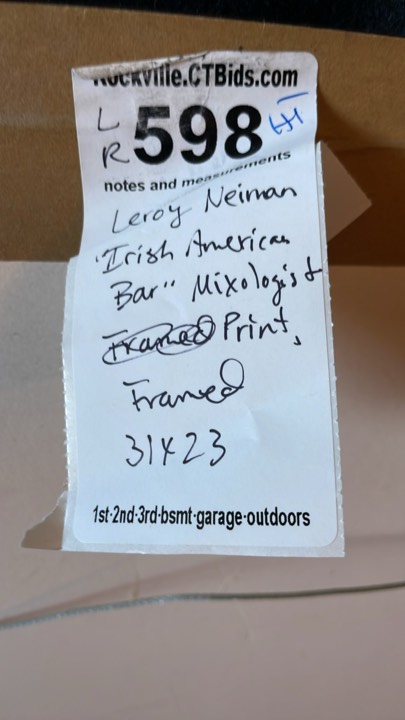 Rockville.CTBids.com
LR 598
notes and measurements
Leroy Neiman
"Irish American
Bar" Mixologist
Framed Print,
Framed
31x23
1st-2nd-3rd-bsmt-garage-outdoors